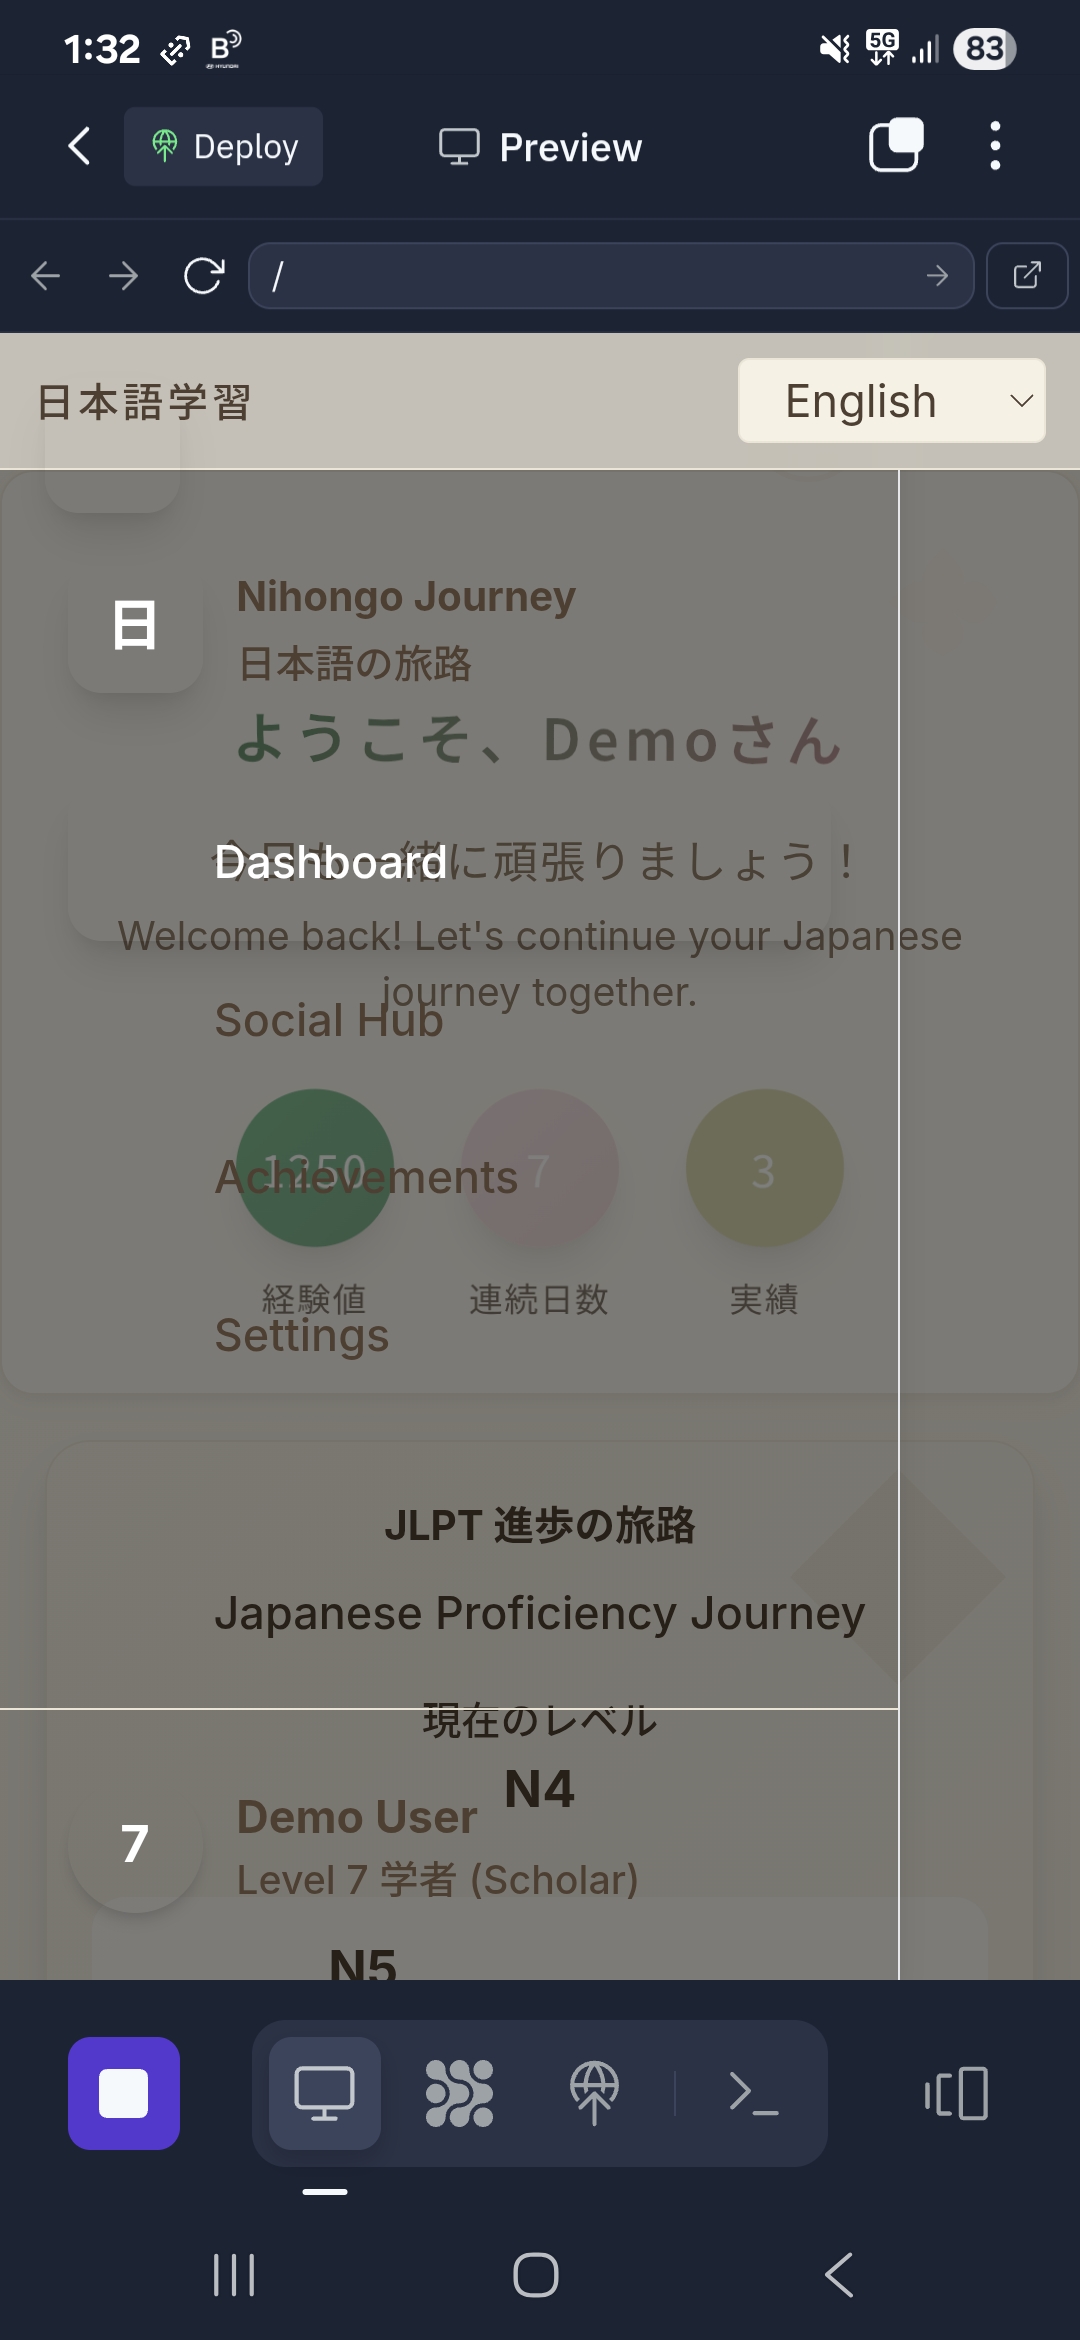 1:32
B
HYUNDAI
5G
83
Deploy
Preview
/
日本語学習
English
日
Nihongo Journey
日本語の旅路
ようこそ、Demoさん
今日も一緒に頑張りましょう!
Dashboard
Welcome back! Let's continue your Japanese
journey together.
Social Hub
1250
7
3
Achievements
経験値
連続日数
実績
Settings
JLPT 進歩の旅路
Japanese Proficiency Journey
現在のレベル
N4
7
Demo User
Level 7 学者 (Scholar)
N5